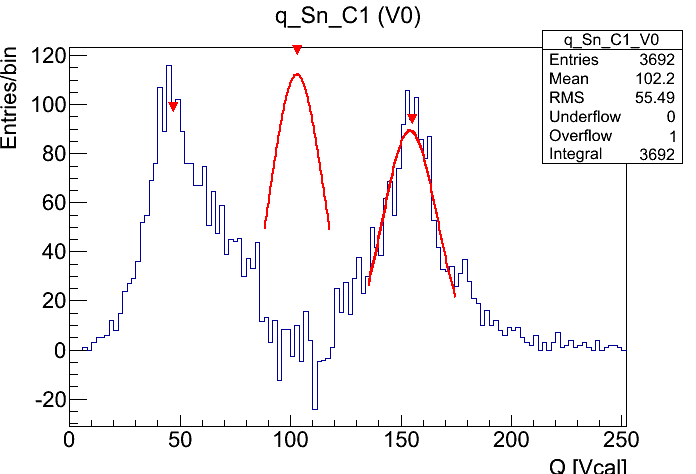 q_Sn_C1 (V0)
q_Sn_C1_V0
Entries 3692
Mean 102.2
RMS 55.49
Underflow 0
Overflow 1
Integral 3692
Entries/bin
120
100
80
60
40
20
0
-20
0 50 100 150 200 250
Q [Vcal]